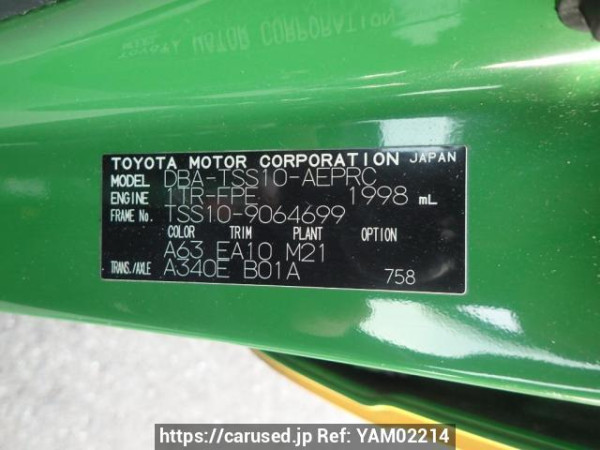 TOYOTA MOTOR CORPORATION JAPAN
MODEL DBA-TSS10-AEPRC
ENGINE 1TR-FPE 1998 mL
FRAME No. TSS10-9064699
COLOR TRIM PLANT OPTION
A63 EA10 M21
TRANS./AXLE A340E B01A 758
https://carused.jp Ref: YAM02214